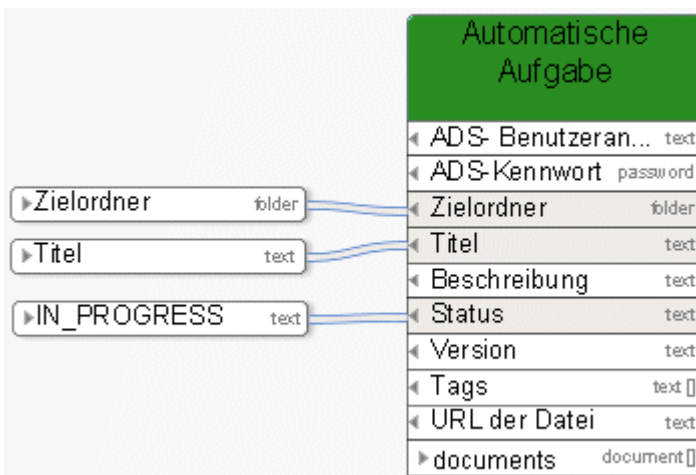 Automatische
Aufgabe
ADS- Benutzeran... text
ADS-Kennwort password
Zielordner folder
Zielordner folder
Titel text
Titel text
Beschreibung text
IN_PROGRESS text
Status text
Version text
Tags text []
URL der Datei text
documents document []